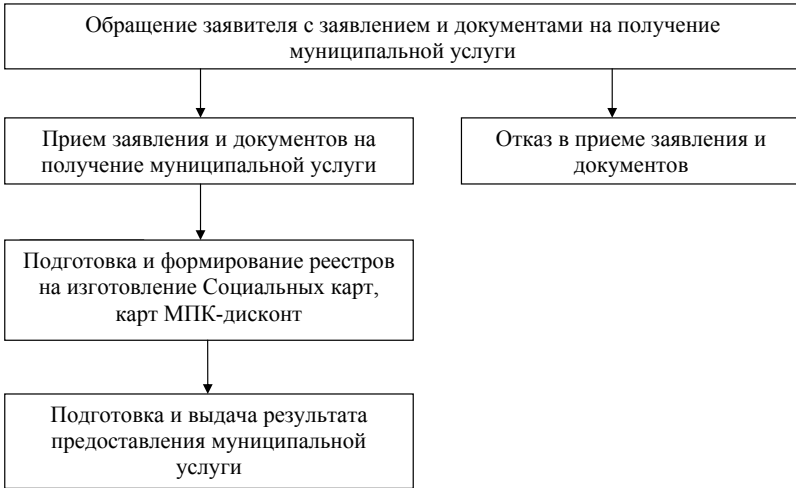 Обращение заявителя с заявлением и документами на получение
муниципальной услуги
Прием заявления и документов на
получение муниципальной услуги
Отказ в приеме заявления и
документов
Подготовка и формирование реестров
на изготовление Социальных карт,
карт МПК-дисконт
Подготовка и выдача результата
предоставления муниципальной
услуги